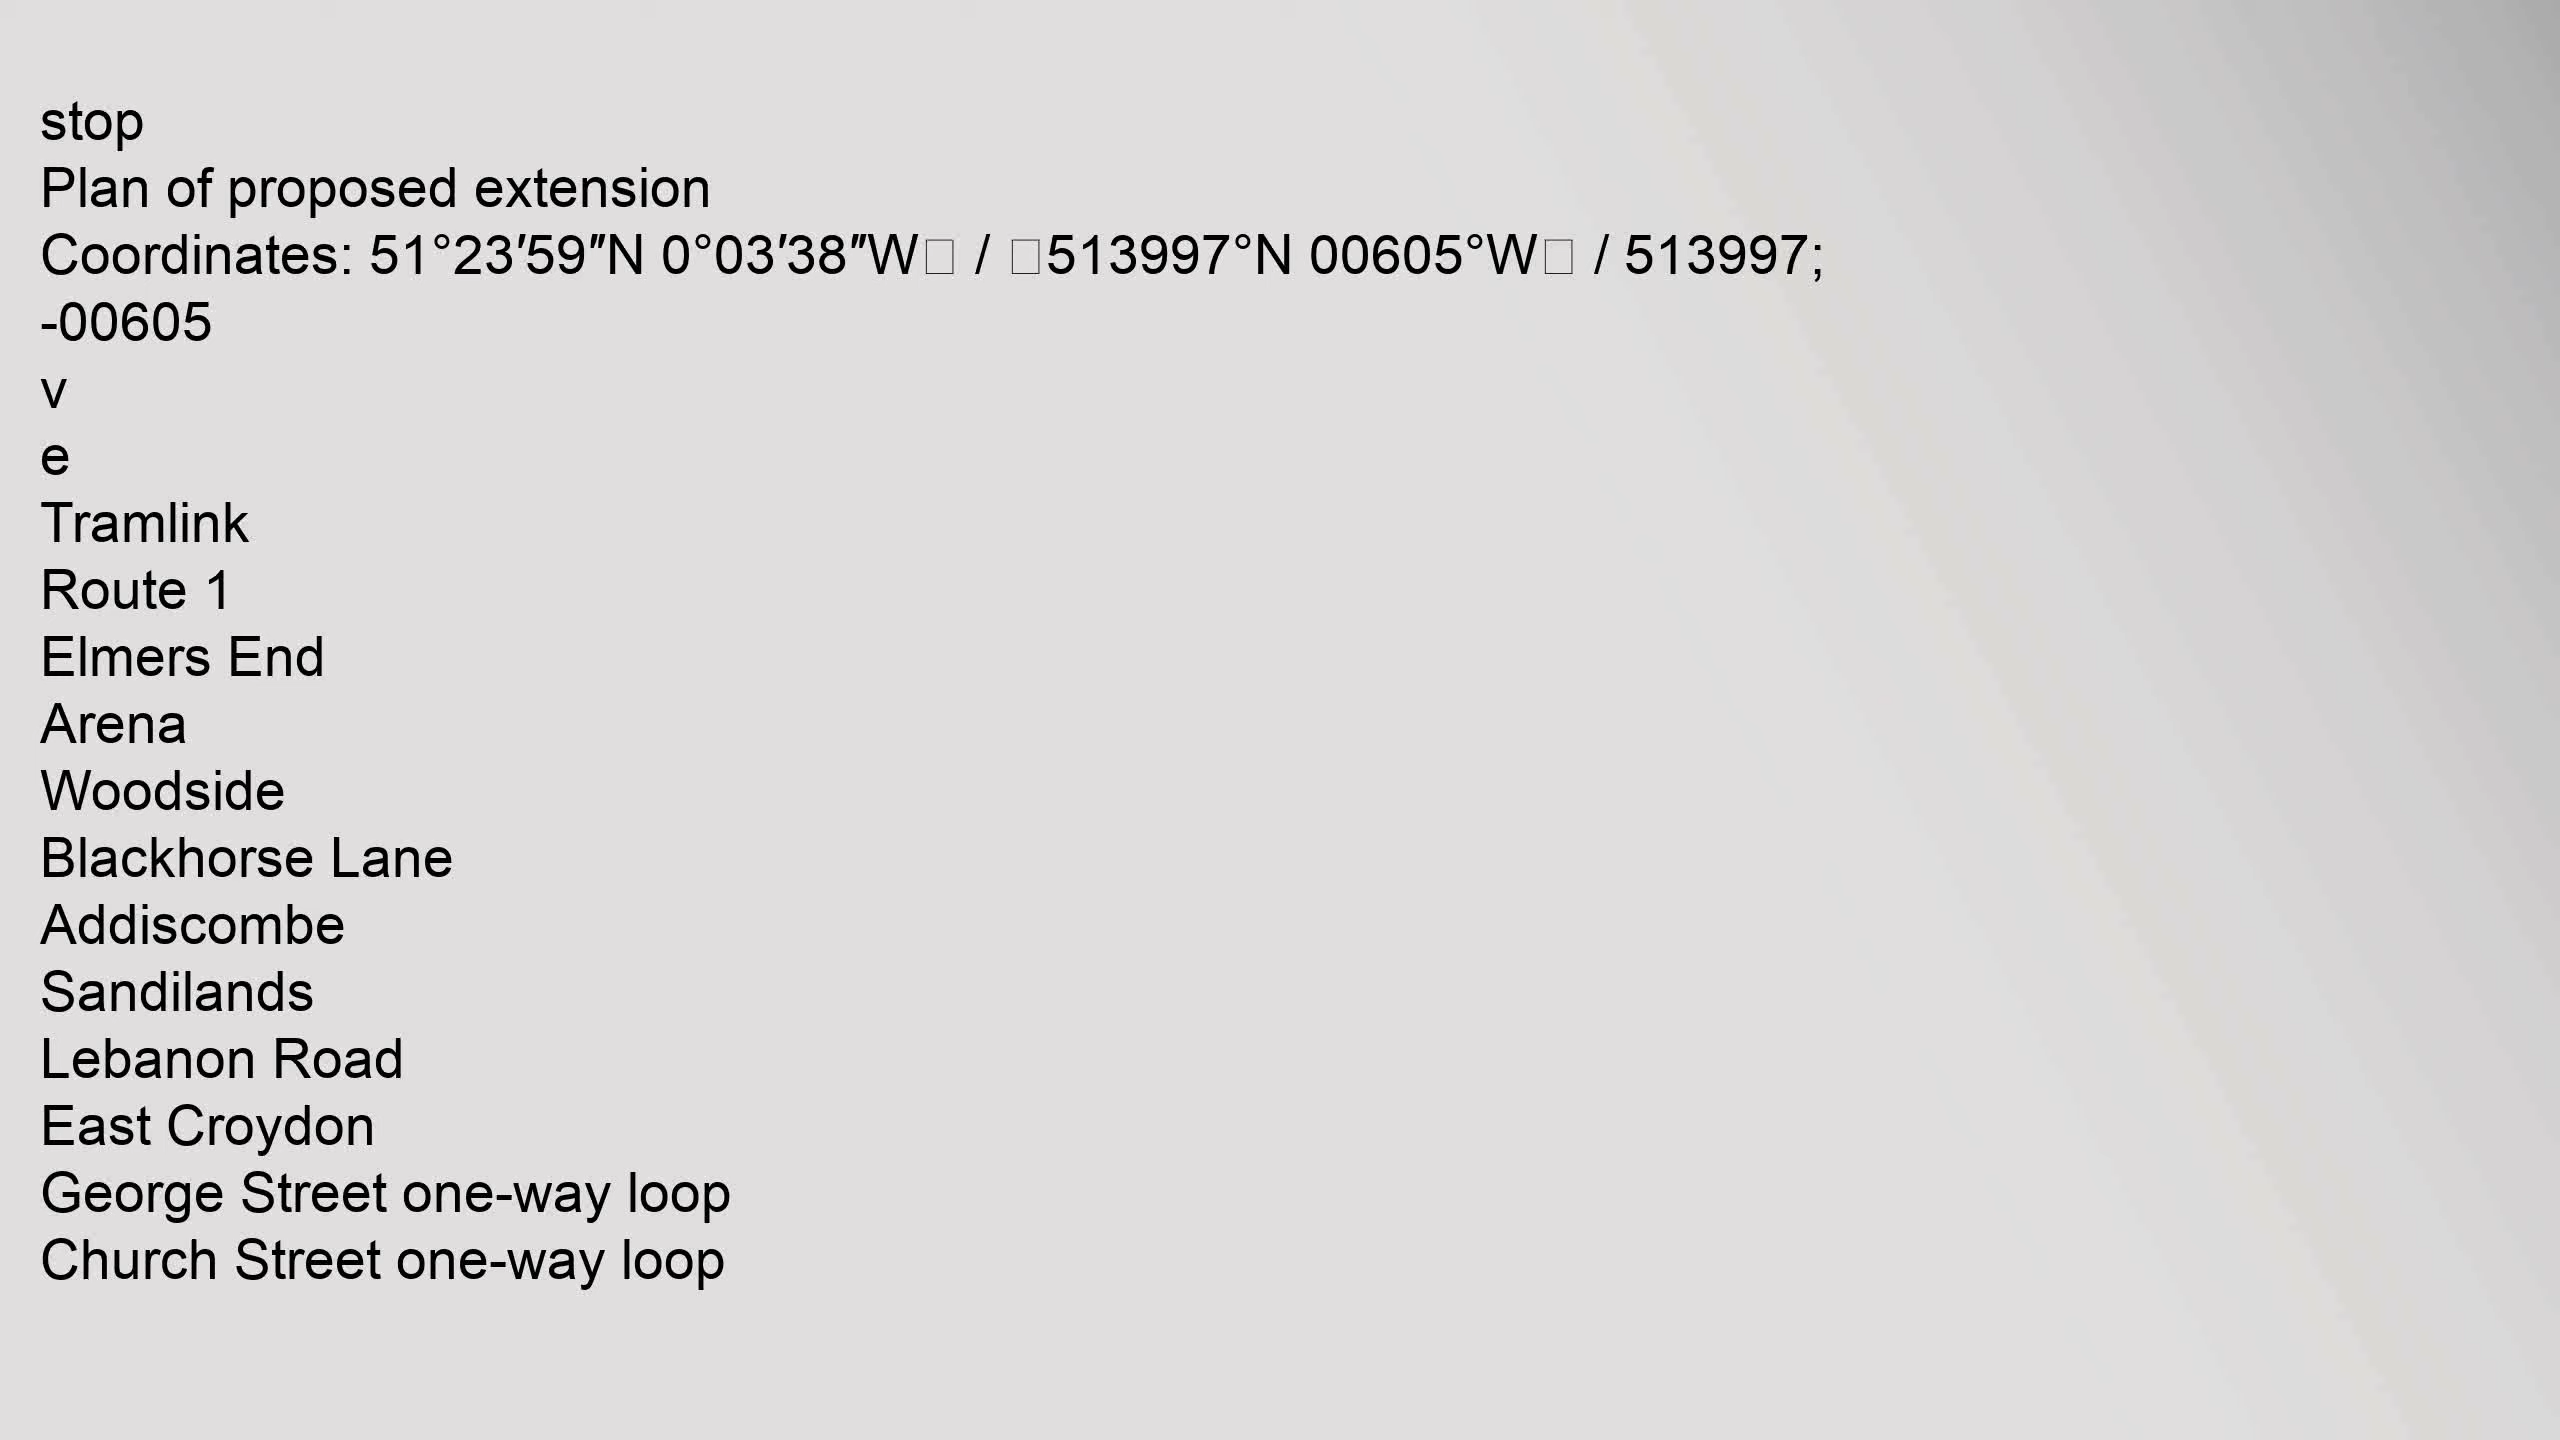 stop
Plan of proposed extension
Coordinates: 51°23′59″N 0°03′38″W□ / □513997°N 00605°W□ / 513997;
-00605
v
e
Tramlink
Route 1
Elmers End
Arena
Woodside
Blackhorse Lane
Addiscombe
Sandilands
Lebanon Road
East Croydon
George Street one-way loop
Church Street one-way loop